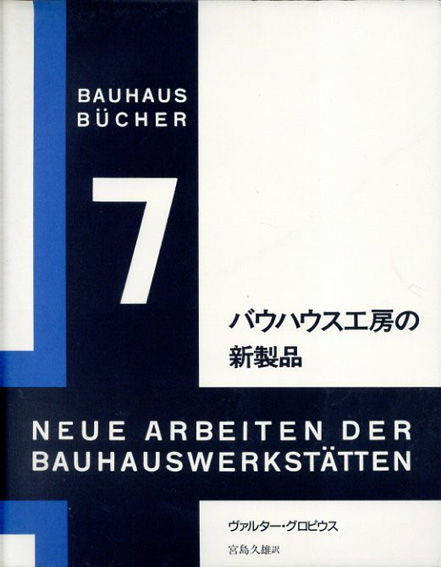 BAUHAUS
BÜCHER
7
バウハウス工房の
新製品
NEUE ARBEITEN DER
BAUHAUSWERKSTÄTTEN
ヴァルター・グロピウス
宮島久雄訳